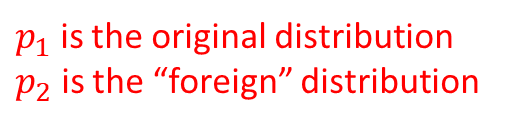 p₁ is the original distribution
p₂ is the “foreign” distribution